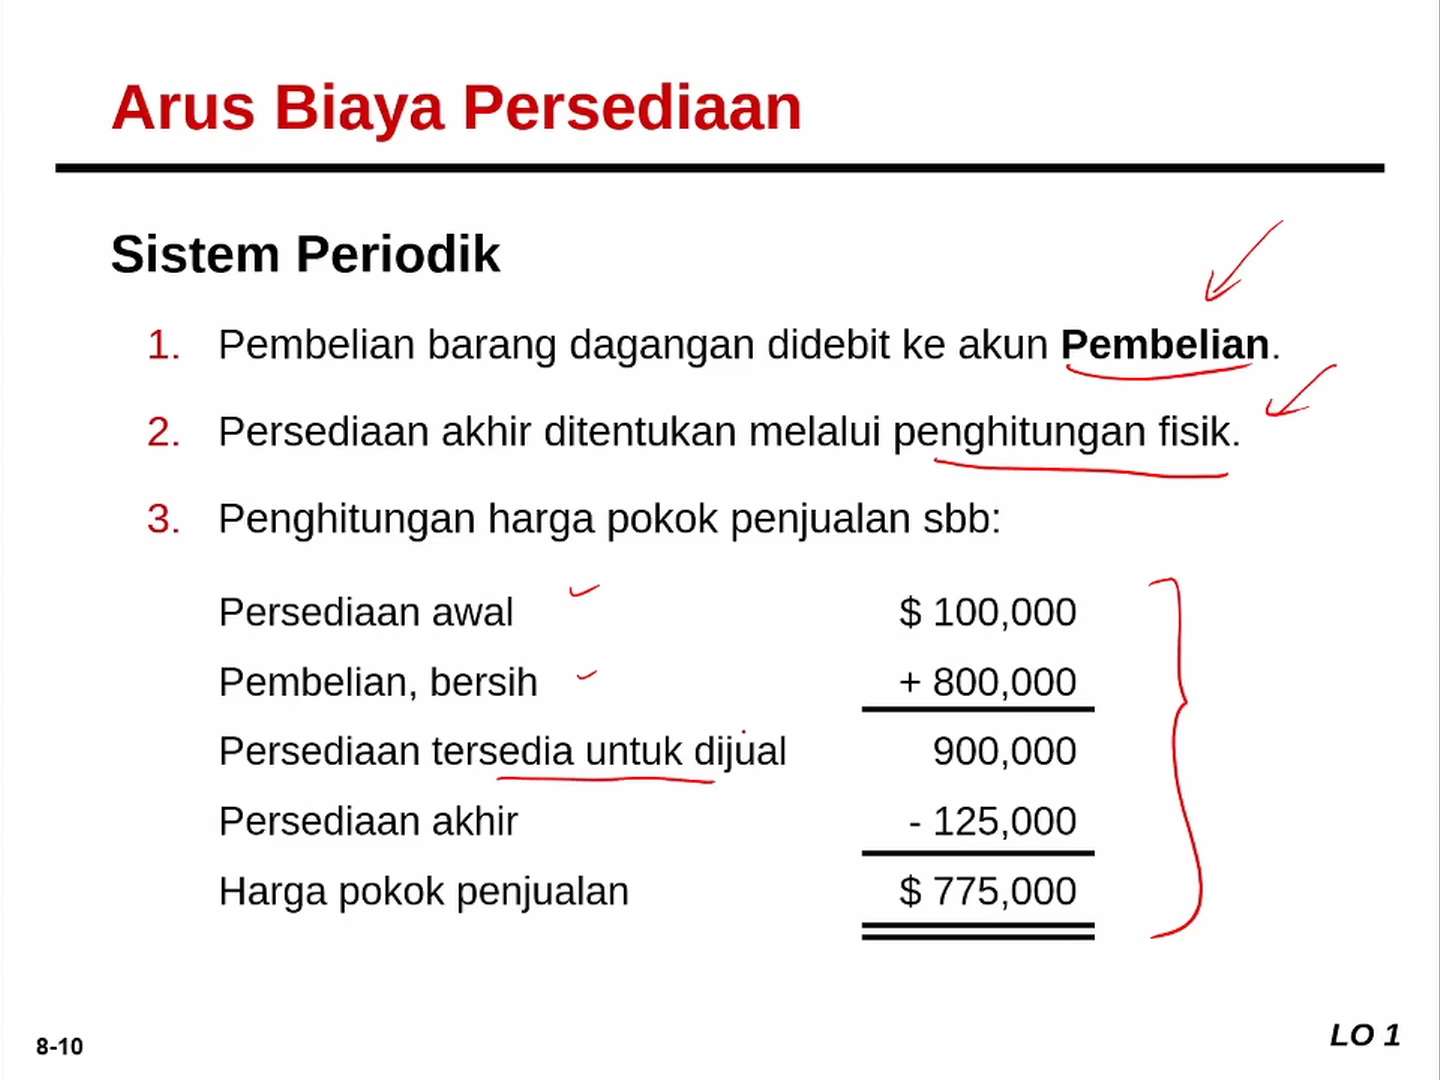 Arus Biaya Persediaan
Sistem Periodik
1. Pembelian barang dagangan didebit ke akun Pembelian.
2. Persediaan akhir ditentukan melalui penghitungan fisik.
3. Penghitungan harga pokok penjualan sbb:
Persediaan awal $ 100,000
Pembelian, bersih + 800,000
Persediaan tersedia untuk dijual 900,000
Persediaan akhir - 125,000
Harga pokok penjualan $ 775,000
8-10
LO 1